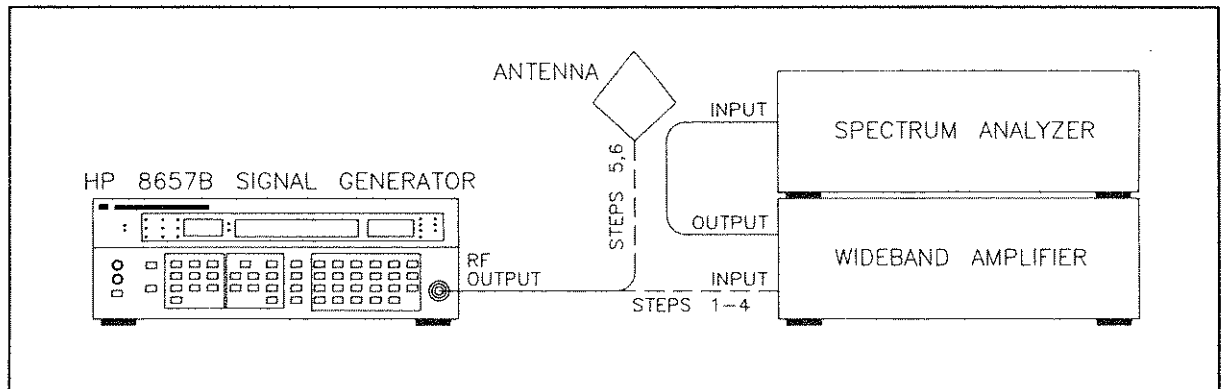 ANTENNA
INPUT
SPECTRUM ANALYZER
HP 8657B SIGNAL GENERATOR
STEPS 5,6
OUTPUT
WIDEBAND AMPLIFIER
RF
OUTPUT
INPUT
STEPS 1-4